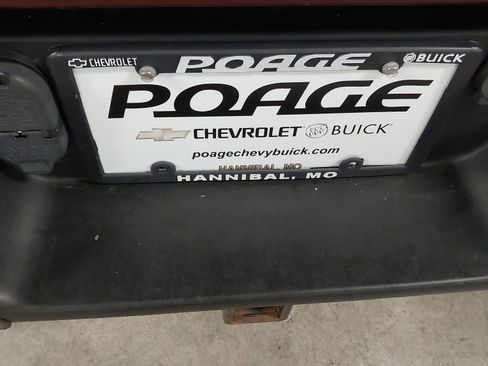 CHEVROLET POAGE BUICK
POAGE
CHEVROLET BUICK
poagechevybuick.com
HANNIBAL, MO
HANNIBAL, MO